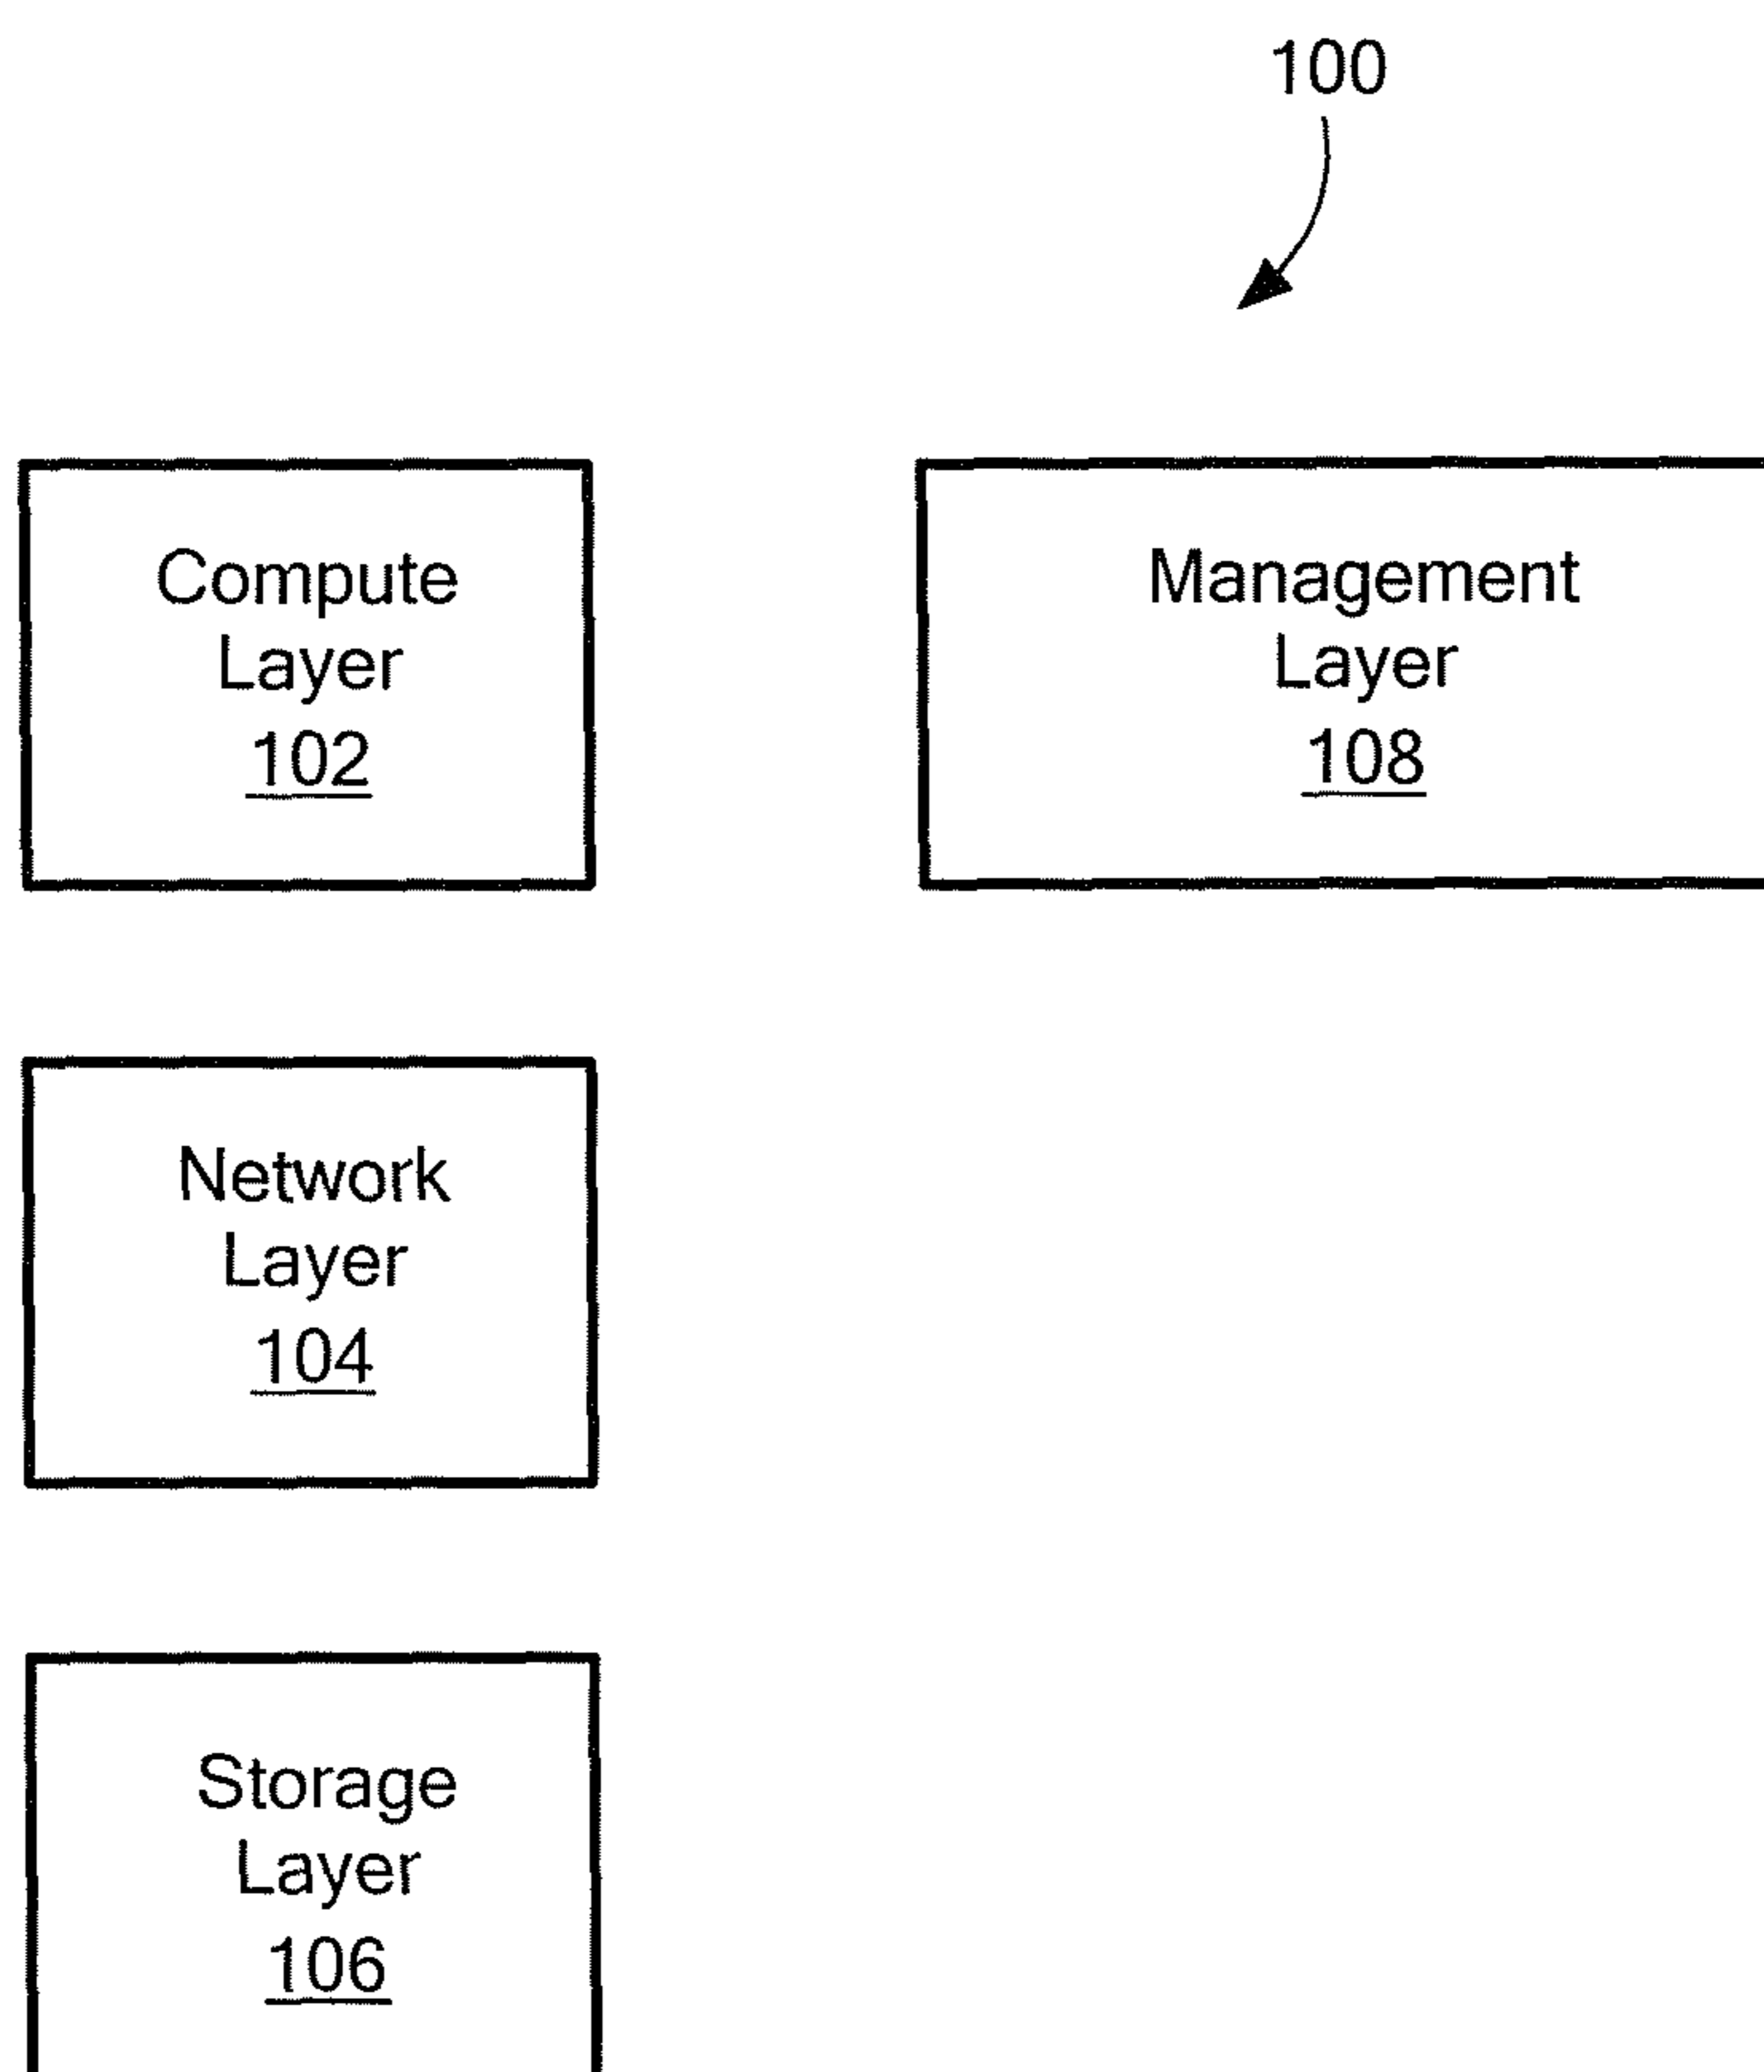 100
Compute
Layer
102
Management
Layer
108
Network
Layer
104
Storage
Layer
106